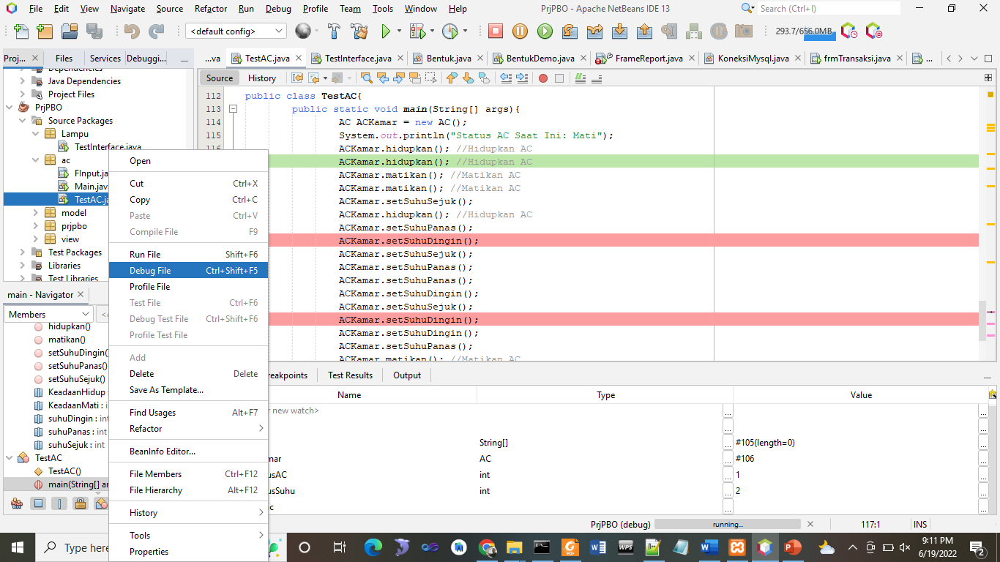 File Edit View Navigate Source Refactor Run Debug Profile Team Tools Window Help
PrjPBO - Apache NetBeans IDE 13
Search (Ctrl+I)
<default config>
293.7/656.0MB
Proj...
Files
Services
Debuggi...
...va
TestAC.java
TestInterface.java
Bentuk.java
BentukDemo.java
FrameReport.java
KoneksiMysql.java
frmTransaksi.java
...
Source
History
Dependencies
Java Dependencies
Project Files
PrjPBO
Source Packages
Lampu
TestInterface.java
ac
FInput.ja
Main.java
TestAC.ja
model
prjpbo
view
Test Packages
Libraries
Test Libraries
main - Navigator
Members
<
hidupkan()
matikan()
setSuhuDingin()
setSuhuPanas()
setSuhuSejuk()
KeadaanHidup
KeadaanMati : i
suhuDingin : int
suhuPanas : int
suhuSejuk : int
TestAC
TestAC()
main(String[] ar
Open
Cut Ctrl+X
Copy Ctrl+C
Paste Ctrl+V
Compile File F9
Run File Shift+F6
Debug File Ctrl+Shift+F5
Profile File
Test File Ctrl+F6
Debug Test File Ctrl+Shift+F6
Profile Test File
Add
Delete Delete
Save As Template...
Find Usages Alt+F7
Refactor
BeanInfo Editor...
File Members Ctrl+F12
File Hierarchy Alt+F12
History
Tools
Properties
112 public class TestAC{
113 public static void main(String[] args){
114 AC ACKamar = new AC();
115 System.out.println("Status AC Saat Ini: Mati");
116 ACKamar.hidupkan(); //Hidupkan AC
ACKamar.hidupkan(); //Hidupkan AC
ACKamar.matikan(); //Matikan AC
ACKamar.matikan(); //Matikan AC
ACKamar.setSuhuSejuk();
ACKamar.hidupkan(); //Hidupkan AC
ACKamar.setSuhuPanas();
ACKamar.setSuhuDingin();
ACKamar.setSuhuSejuk();
ACKamar.setSuhuPanas();
ACKamar.setSuhuPanas();
ACKamar.setSuhuDingin();
ACKamar.setSuhuSejuk();
ACKamar.setSuhuDingin();
ACKamar.setSuhuDingin();
ACKamar.setSuhuPanas();
ACKamar.matikan(); //Matikan AC
reakpoints
Test Results
Output
Name Type Value
new watch>
String[] #105(length=0)
mar AC #106
usAC int 1
usSuhu int 2
c
PrjPBO (debug)
running...
117:1
INS
Type here
PDF
WPS
9:11 PM
6/19/2022
2